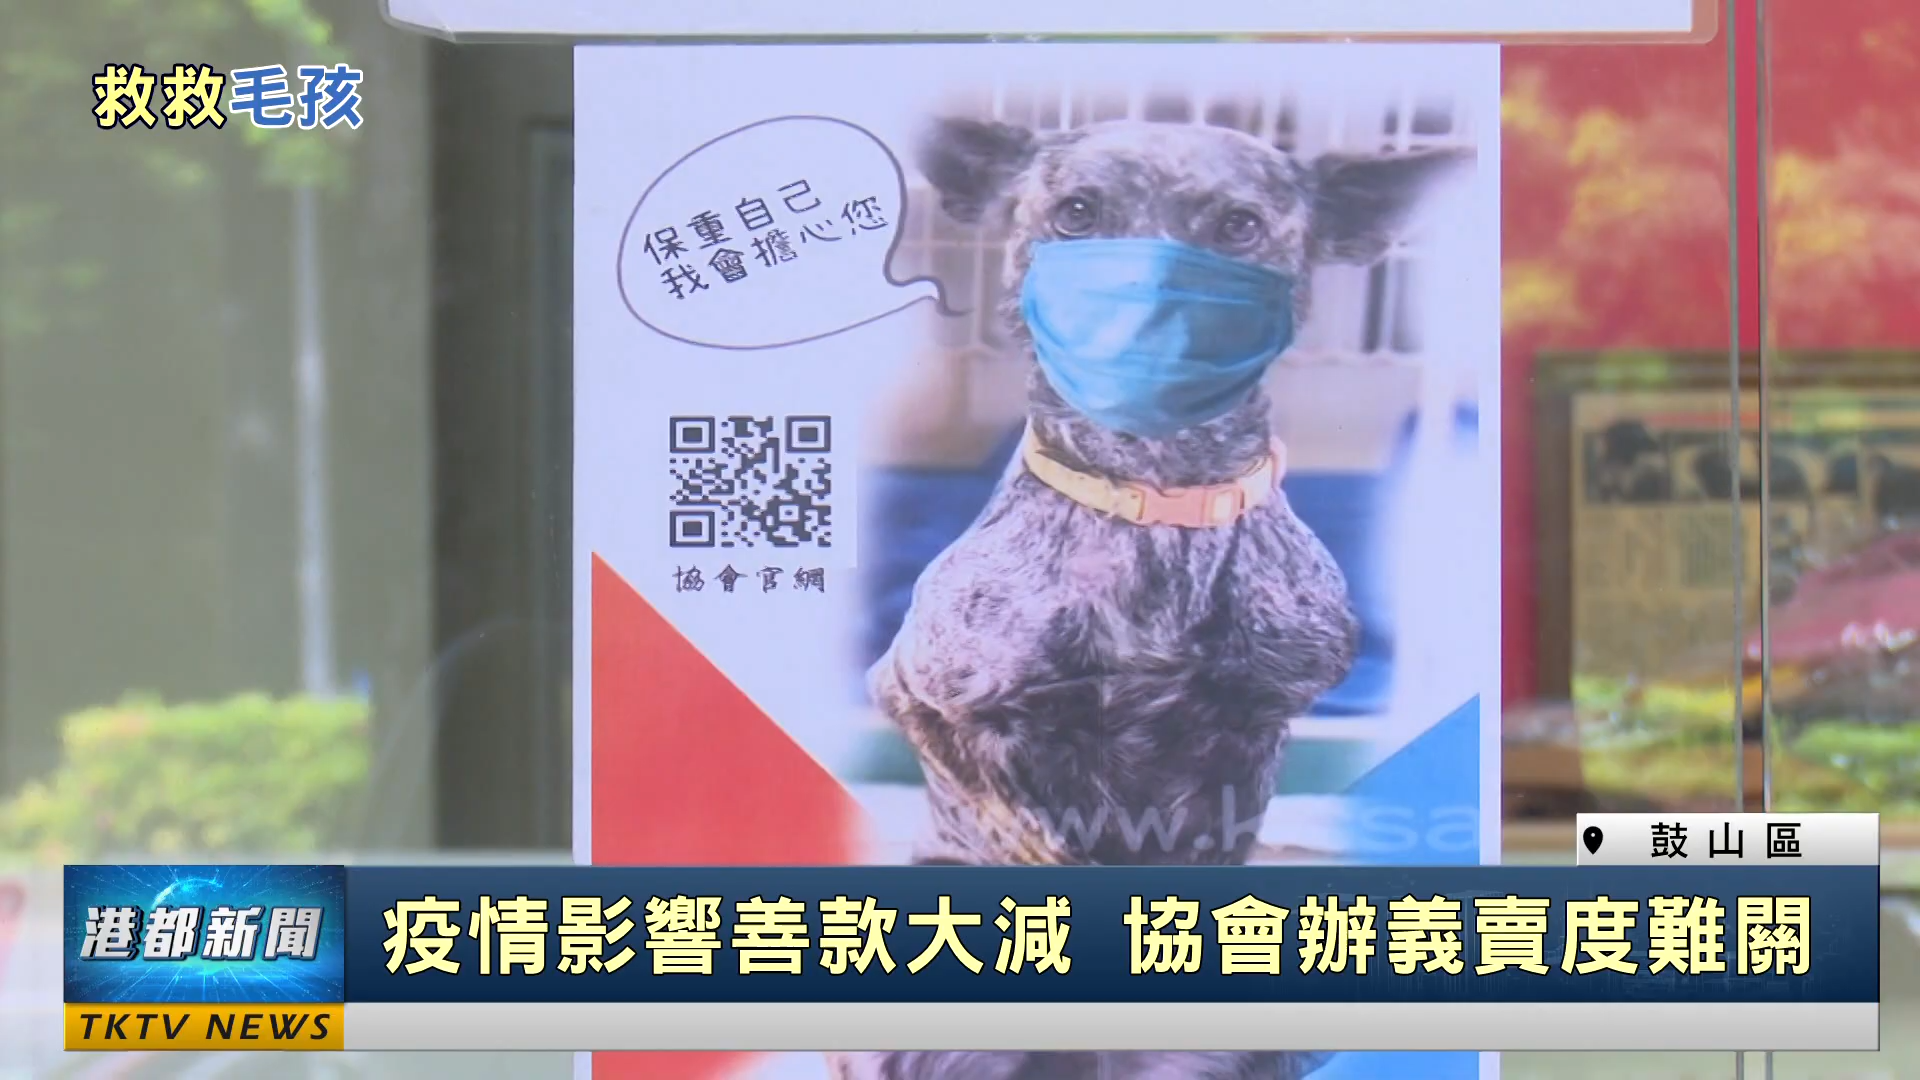 救救毛孩
保重自己
我會擔心您
協會官網
鼓山區
港都新聞
疫情影響善款大減 協會辦義賣度難關
TKTV NEWS